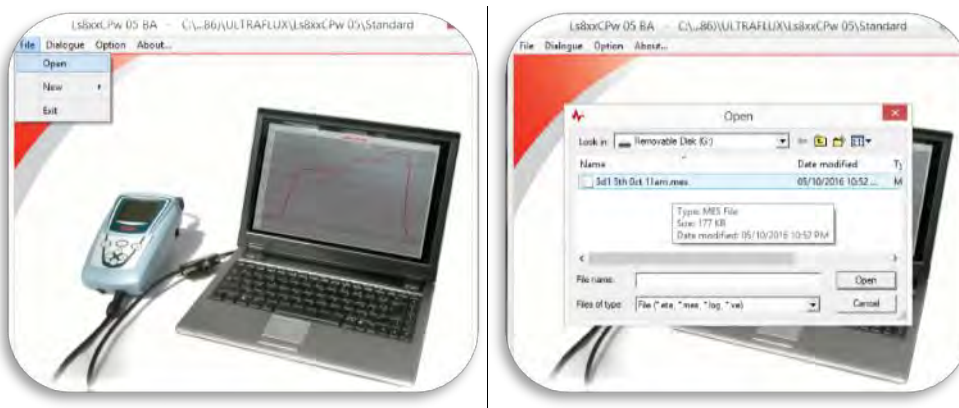 Ls8xxCPw 05 BA - C:\...86)\ULTRAFLUX\Ls8xxCPw 05\Standard
File Dialogue Option About...
Open
New
Exit
Ls8xxCPw 05 BA - C:\...86)\ULTRAFLUX\Ls8xxCPw 05\Standard
File Dialogue Option About...
Open
Look in: Removable Disk (G:)
Name Date modified
5th Oct 11am.mes 05/10/2016 10:52 ... M
Type: MES File
Size: 177 KB
Date modified: 05/10/2016 10:52 PM
File name: Open
Files of type: Cancel